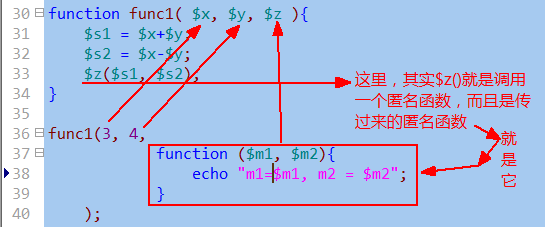 30 function func1( $x, $y, $z ){
31 $s1 = $x+$y
32 $s2 = $x-$y;
33 $z($s1, $s2);
34 }
35
36 func1(3, 4,
37 function ($m1, $m2){
38 echo "m1=$m1, m2 = $m2";
39 }
40 );
这里，其实$z()就是调用
一个匿名函数，而且是传
过来的匿名函数
就
是
它